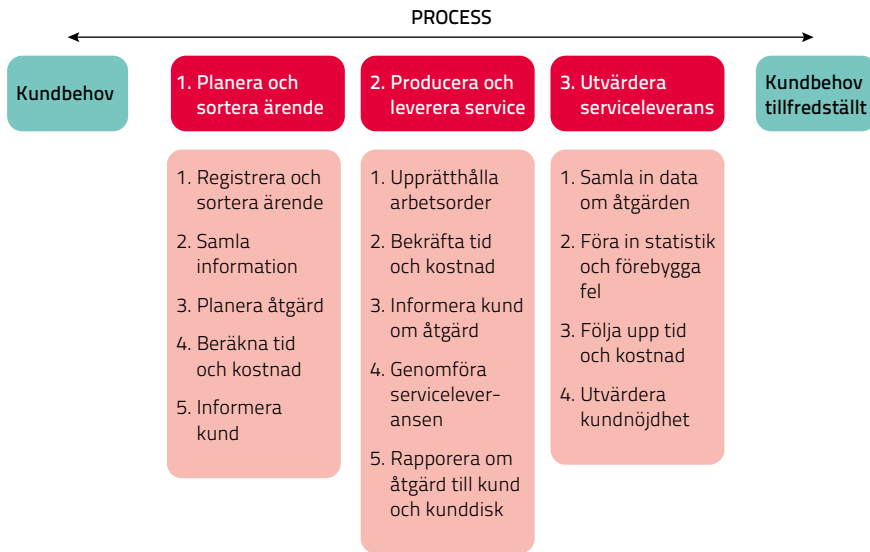 PROCESS
Kundbehov
1. Planera och
sortera ärende
2. Producera och
leverera service
3. Utvärdera
serviceleverans
Kundbehov
tillfredställt
1. Registrera och
sortera ärende
2. Samla
information
3. Planera åtgärd
4. Beräkna tid
och kostnad
5. Informera
kund
1. Upprätthålla
arbetsorder
2. Bekräfta tid
och kostnad
3. Informera kund
om åtgärd
4. Genomföra
servicelever-
ansen
5. Rapporera om
åtgärd till kund
och kunddisk
1. Samla in data
om åtgärden
2. Föra in statistik
och förebygga
fel
3. Följa upp tid
och kostnad
4. Utvärdera
kundnöjdhet